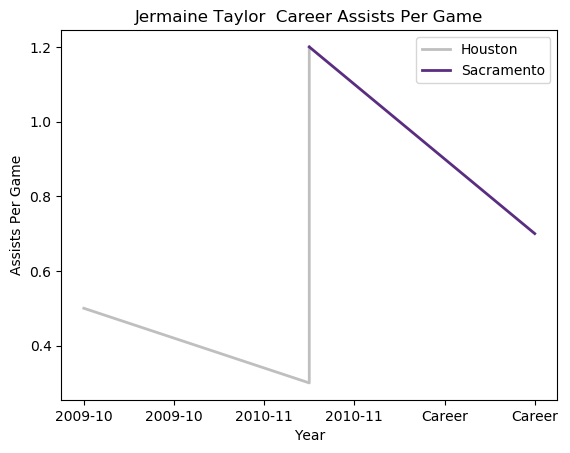 Jermaine Taylor  Career Assists Per Game
Houston
Sacramento
1.2
1.0
0.8
0.6
0.4
Assists Per Game
2009-10
2009-10
2010-11
2010-11
Career
Career
Year